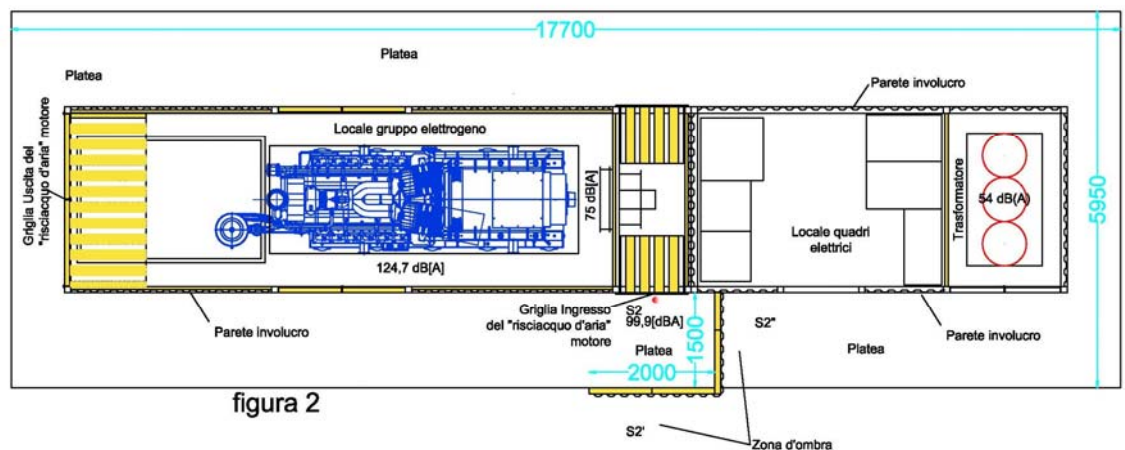 17700
Platea
Platea
Parete involucro
Locale gruppo elettrogeno
Griglia Uscita del
"risciacquo d'aria" motore
75 dB[A]
Trasformatore
54 dB(A)
5950
Locale quadri
elettrici
124,7 dB[A]
Griglia Ingresso
del "risciacquo d'aria"
motore
S2
99,9[dBA]
S2"
Parete involucro
Parete involucro
1500
Platea
Platea
2000
figura 2
S2'
Zona d'ombra